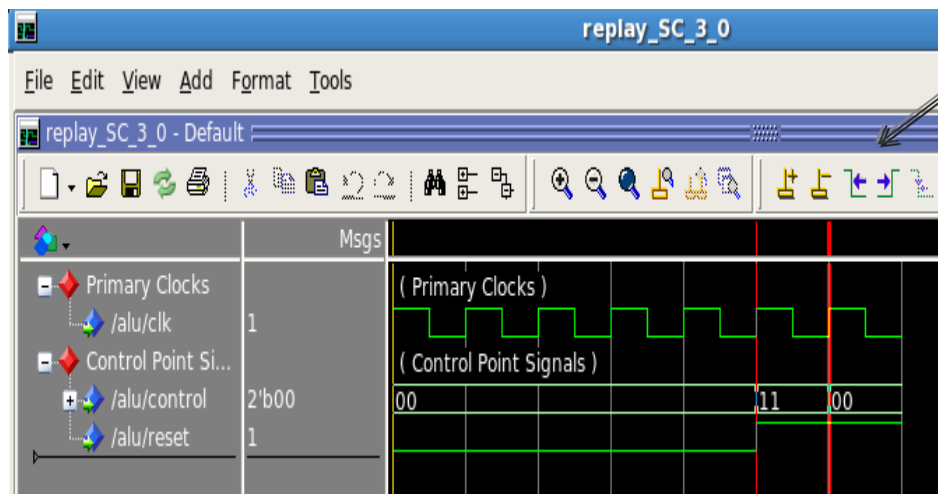 replay_SC_3_0
File Edit View Add Format Tools
replay_SC_3_0 - Default
Msgs
Primary Clocks
( Primary Clocks )
/alu/clk
1
Control Point Si...
( Control Point Signals )
/alu/control
2'b00
00
11
00
/alu/reset
1